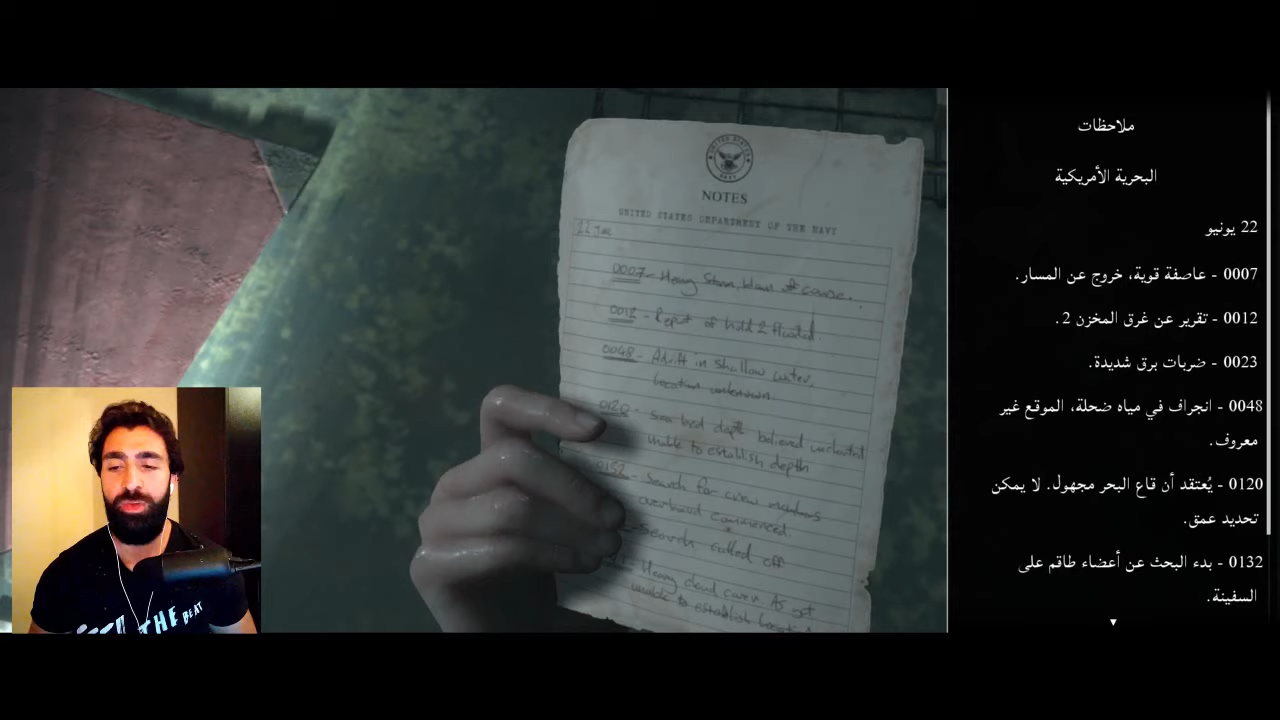 UNITED STATES
NAVY
NOTES
UNITED STATES DEPARTMENT OF THE NAVY
22 June
0007 - Heavy Storm, blown off course.
0012 - Report of hold 2 flooded.
0048 - Adrift in shallow water,
location unknown.
0120 - Sea bed depth believed uncharted
unable to establish depth
0132 - Search for crew members
overboard commenced.
Search called off
Heavy cloud cover. As yet
unable to establish
ملاحظات
البحرية الأمريكية
22 يونيو
0007 - عاصفة قوية، خروج عن المسار.
0012 - تقرير عن غرق المخزن 2.
0023 - ضربات برق شديدة.
0048 - انجراف في مياه ضحلة، الموقع غير
معروف.
0120 - يُعتقد أن قاع البحر مجهول. لا يمكن
تحديد عمق.
0132 - بدء البحث عن أعضاء طاقم على
السفينة.
THE BEAT